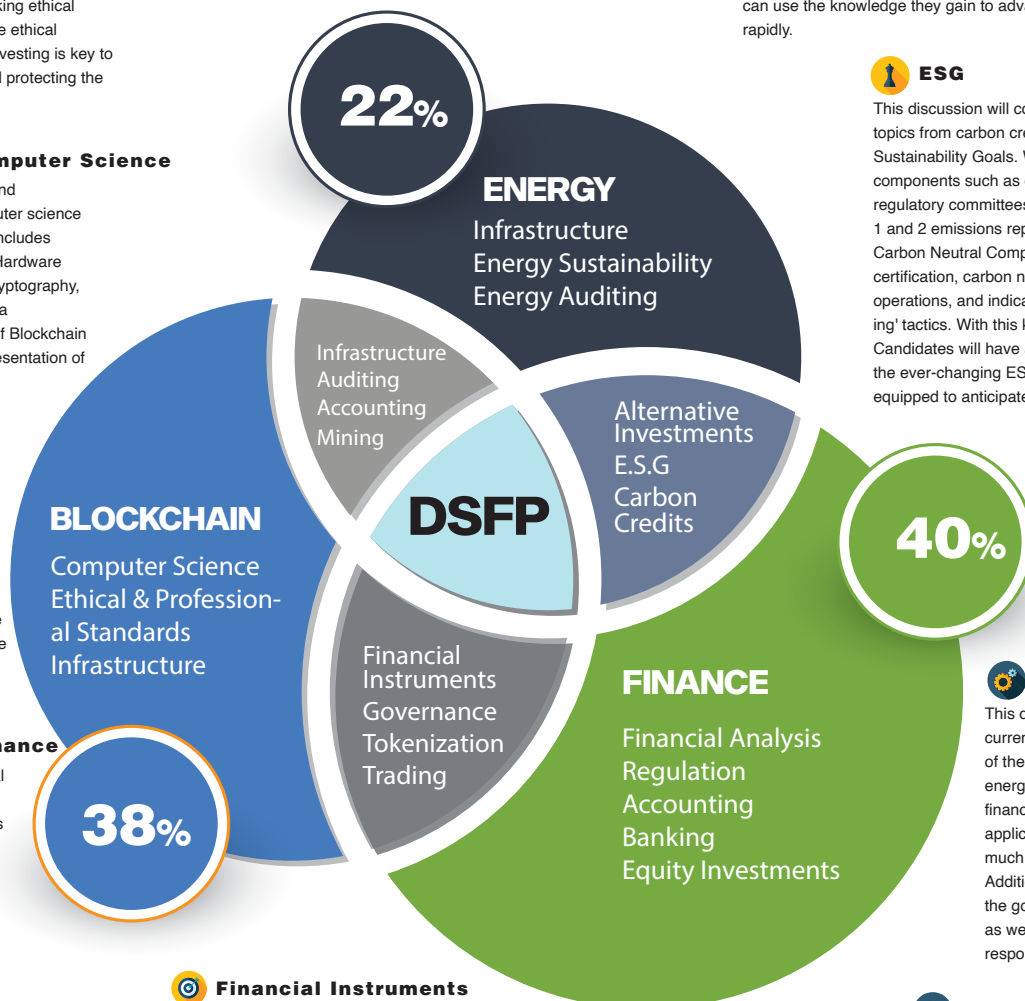 king ethical
e ethical
vesting is key to
l protecting the
mputer Science
nd
uter science
ncludes
Hardware
yptography,
a
f Blockchain
esentation of
e
e
nance
al
s
can use the knowledge they gain to adva
rapidly.
ESG
This discussion will co
topics from carbon cre
Sustainability Goals. W
components such as
regulatory committees
1 and 2 emissions rep
Carbon Neutral Comp
certification, carbon n
operations, and indica
ing' tactics. With this k
Candidates will have
the ever-changing ES
equipped to anticipate
22%
ENERGY
Infrastructure
Energy Sustainability
Energy Auditing
Infrastructure
Auditing
Accounting
Mining
Alternative
Investments
E.S.G
Carbon
Credits
DSFP
BLOCKCHAIN
Computer Science
Ethical & Profession-
al Standards
Infrastructure
40%
Financial
Instruments
Governance
Tokenization
Trading
FINANCE
Financial Analysis
Regulation
Accounting
Banking
Equity Investments
38%
This c
curren
of the
energ
financ
applic
much
Additi
the go
as we
respo
Financial Instruments